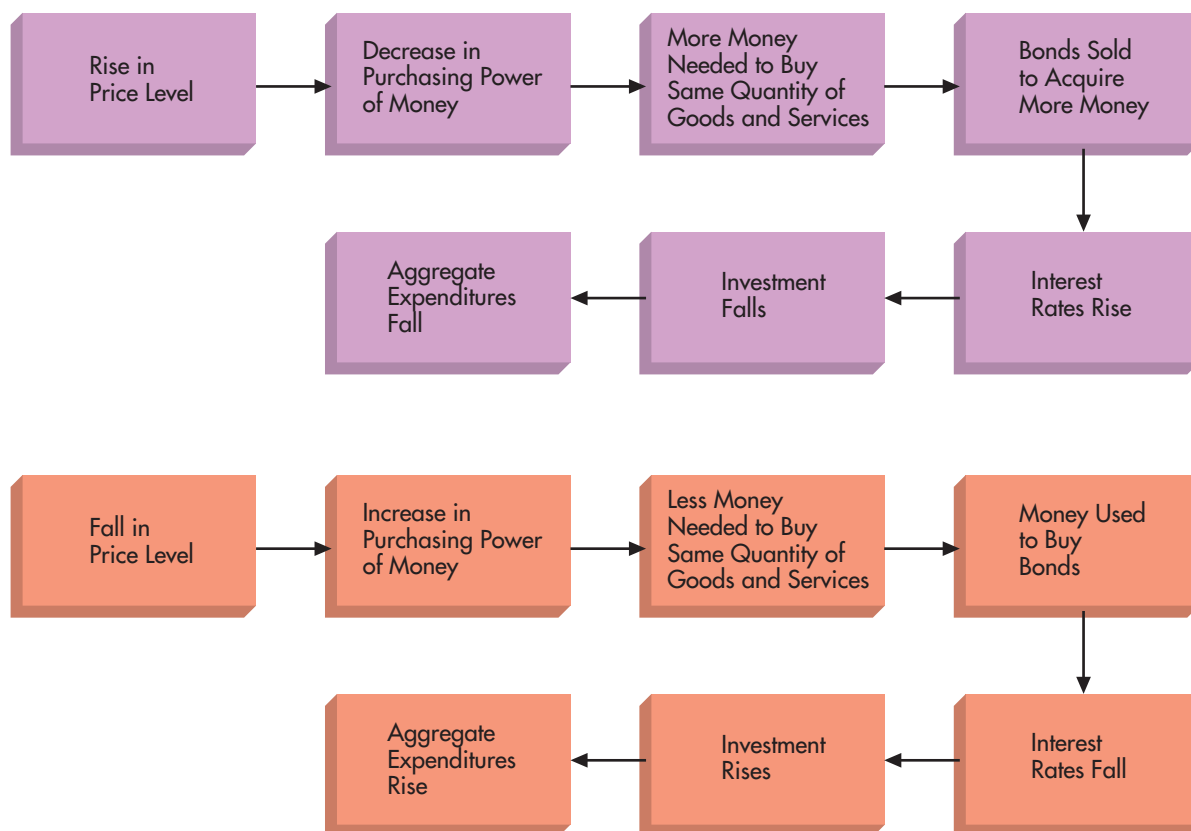 Rise in
Price Level
Decrease in
Purchasing Power
of Money
More Money
Needed to Buy
Same Quantity of
Goods and Services
Bonds Sold
to Acquire
More Money
Interest
Rates Rise
Investment
Falls
Aggregate
Expenditures
Fall
Fall in
Price Level
Increase in
Purchasing Power
of Money
Less Money
Needed to Buy
Same Quantity of
Goods and Services
Money Used
to Buy
Bonds
Interest
Rates Fall
Investment
Rises
Aggregate
Expenditures
Rise